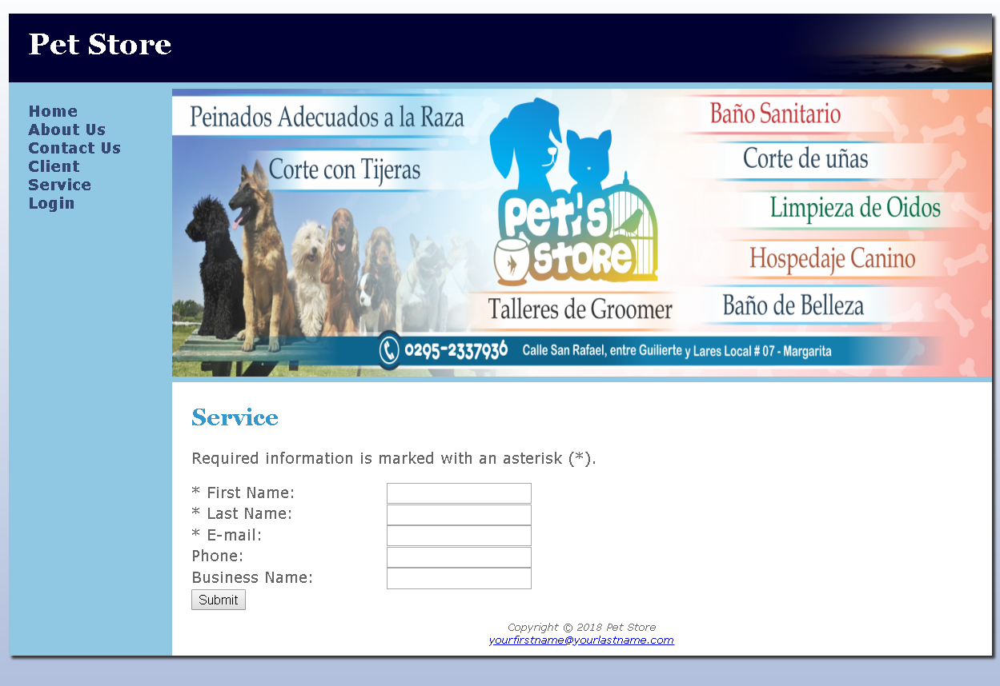 Pet Store
Home
About Us
Contact Us
Client
Service
Login
Peinados Adecuados a la Raza
Corte con Tijeras
pet's
store
Talleres de Groomer
Baño Sanitario
Corte de uñas
Limpieza de Oidos
Hospedaje Canino
Baño de Belleza
0295-2337936 Calle San Rafael, entre Guilierte y Lares Local # 07 - Margarita
Service
Required information is marked with an asterisk (*).
* First Name:
* Last Name:
* E-mail:
Phone:
Business Name:
Submit
Copyright © 2018 Pet Store
yourfirstname@yourlastname.com